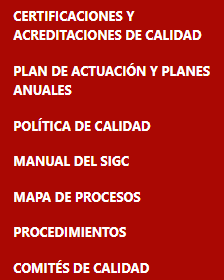 CERTIFICACIONES Y
ACREDITACIONES DE CALIDAD
PLAN DE ACTUACIÓN Y PLANES
ANUALES
POLÍTICA DE CALIDAD
MANUAL DEL SIGC
MAPA DE PROCESOS
PROCEDIMIENTOS
COMITÉS DE CALIDAD